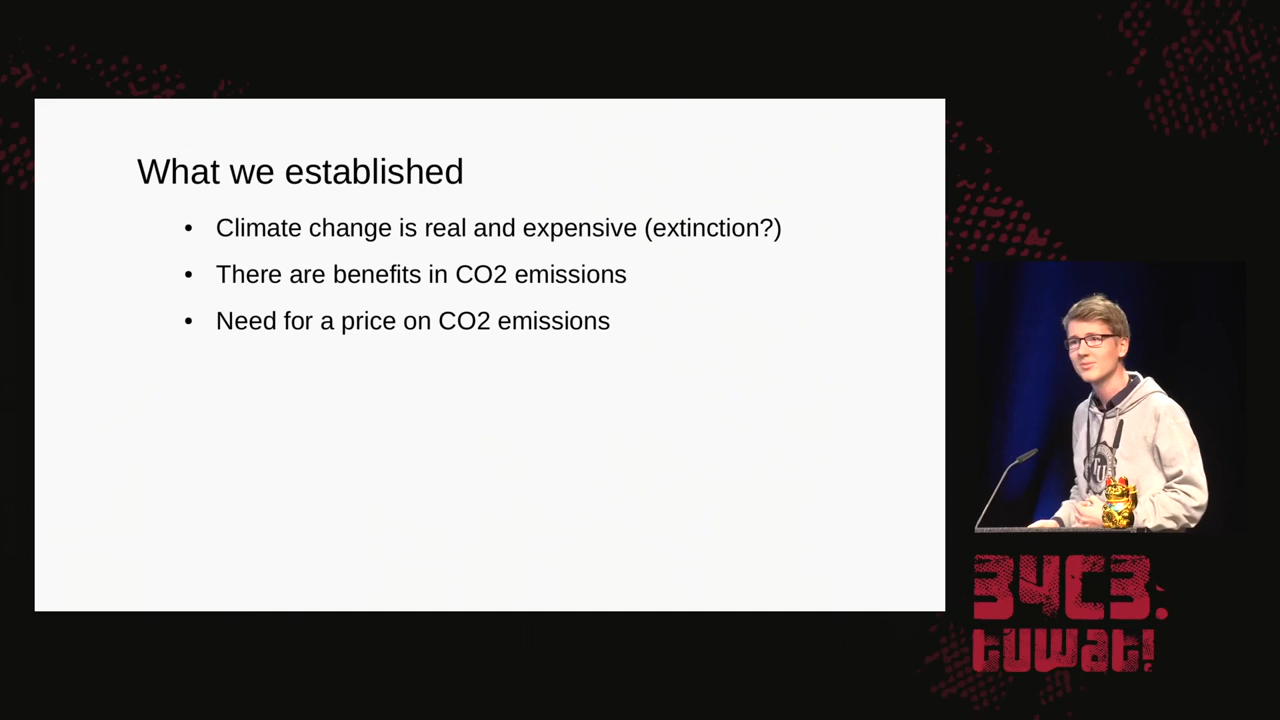 What we established
• Climate change is real and expensive (extinction?)
• There are benefits in CO2 emissions
• Need for a price on CO2 emissions
TU
34C3.
tuwat!